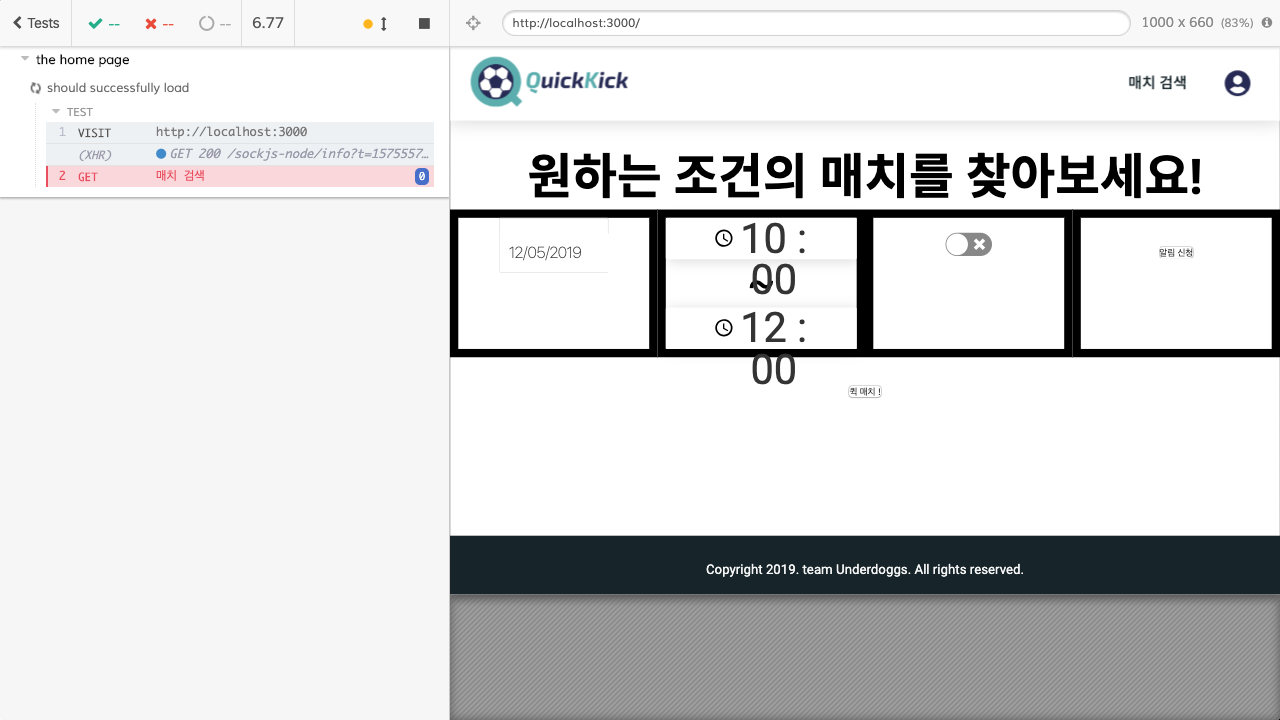 Tests
--
--
--
6.77
http://localhost:3000/
1000 x 660 (83%)
the home page
should successfully load
TEST
1 VISIT http://localhost:3000
(XHR) GET 200 /sockjs-node/info?t=1575557…
2 GET 매치 검색 0
QuickKick
매치 검색
원하는 조건의 매치를 찾아보세요!
12/05/2019
10 :
00
~
12 :
00
알림 신청
퀵 매치 !
Copyright 2019. team Underdoggs. All rights reserved.